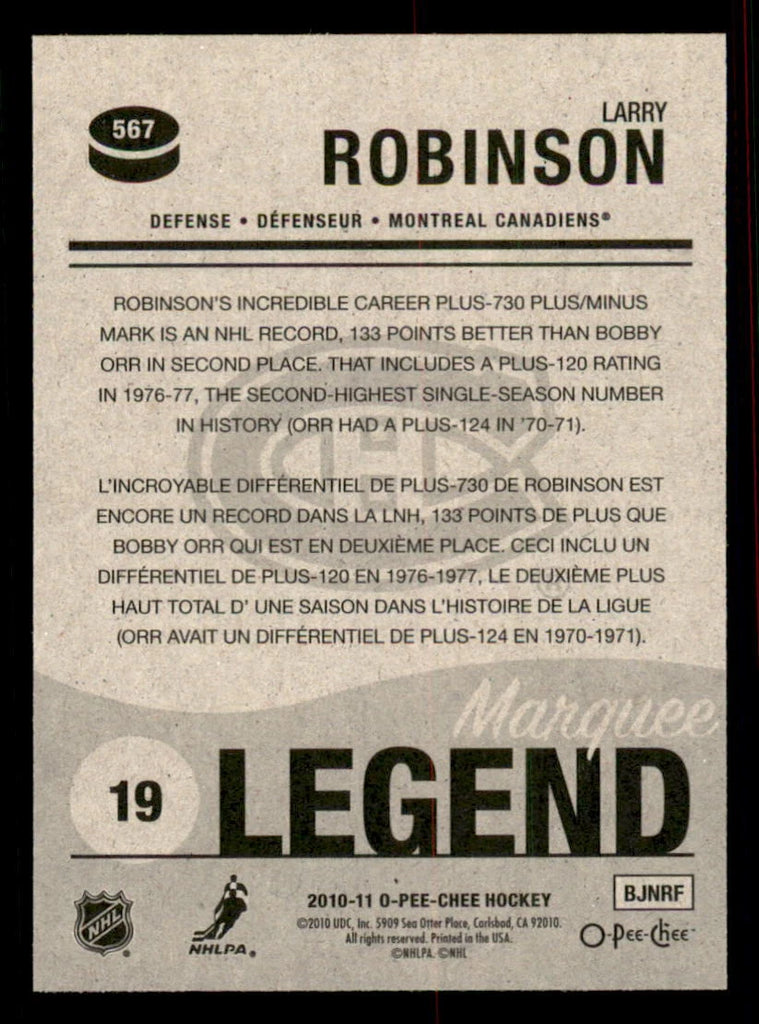 567
LARRY
ROBINSON
DEFENSE • DÉFENSEUR • MONTREAL CANADIENS®
ROBINSON'S INCREDIBLE CAREER PLUS-730 PLUS/MINUS
MARK IS AN NHL RECORD, 133 POINTS BETTER THAN BOBBY
ORR IN SECOND PLACE. THAT INCLUDES A PLUS-120 RATING
IN 1976-77, THE SECOND-HIGHEST SINGLE-SEASON NUMBER
IN HISTORY (ORR HAD A PLUS-124 IN '70-71).
L'INCROYABLE DIFFÉRENTIEL DE PLUS-730 DE ROBINSON EST
ENCORE UN RECORD DANS LA LNH, 133 POINTS DE PLUS QUE
BOBBY ORR QUI EST EN DEUXIÈME PLACE. CECI INCLU UN
DIFFÉRENTIEL DE PLUS-120 EN 1976-1977, LE DEUXIÈME PLUS
HAUT TOTAL D' UNE SAISON DANS L'HISTOIRE DE LA LIGUE
(ORR AVAIT UN DIFFÉRENTIEL DE PLUS-124 EN 1970-1971).
Marquee
19 LEGEND
NHL ®
NHLPA ®
2010-11 O-PEE-CHEE HOCKEY
©2010 UDC, Inc. 5909 Sea Otter Place, Carlsbad, CA 92010.
All rights reserved. Printed in the USA.
©NHLPA. ©NHL
BJNRF
O-Pee-Chee